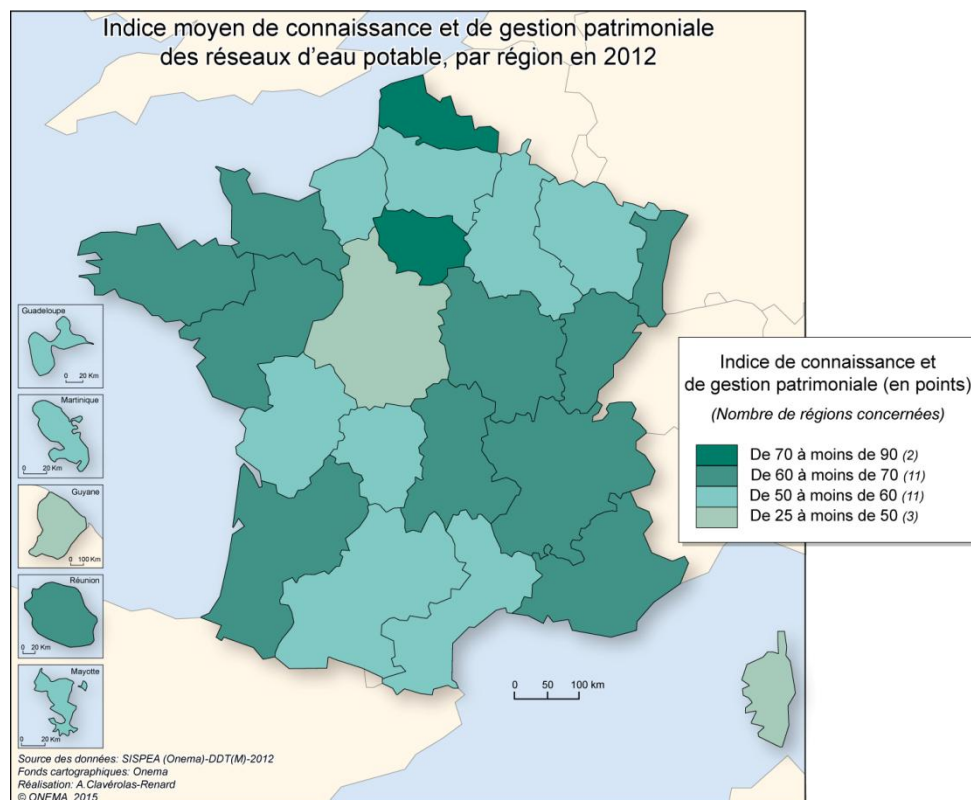 Indice moyen de connaissance et de gestion patrimoniale
des réseaux d'eau potable, par région en 2012
Guadeloupe
0 20 Km
Martinique
0 20 Km
Guyane
0 100 Km
Réunion
0 20 Km
Mayotte
0 20 Km
Indice de connaissance et
de gestion patrimoniale (en points)
(Nombre de régions concernées)
De 70 à moins de 90 (2)
De 60 à moins de 70 (11)
De 50 à moins de 60 (11)
De 25 à moins de 50 (3)
0 50 100 km
Source des données: SISPEA (Onema)-DDT(M)-2012
Fonds cartographiques: Onema
Réalisation: A.Clavérolas-Renard
© ONEMA, 2015